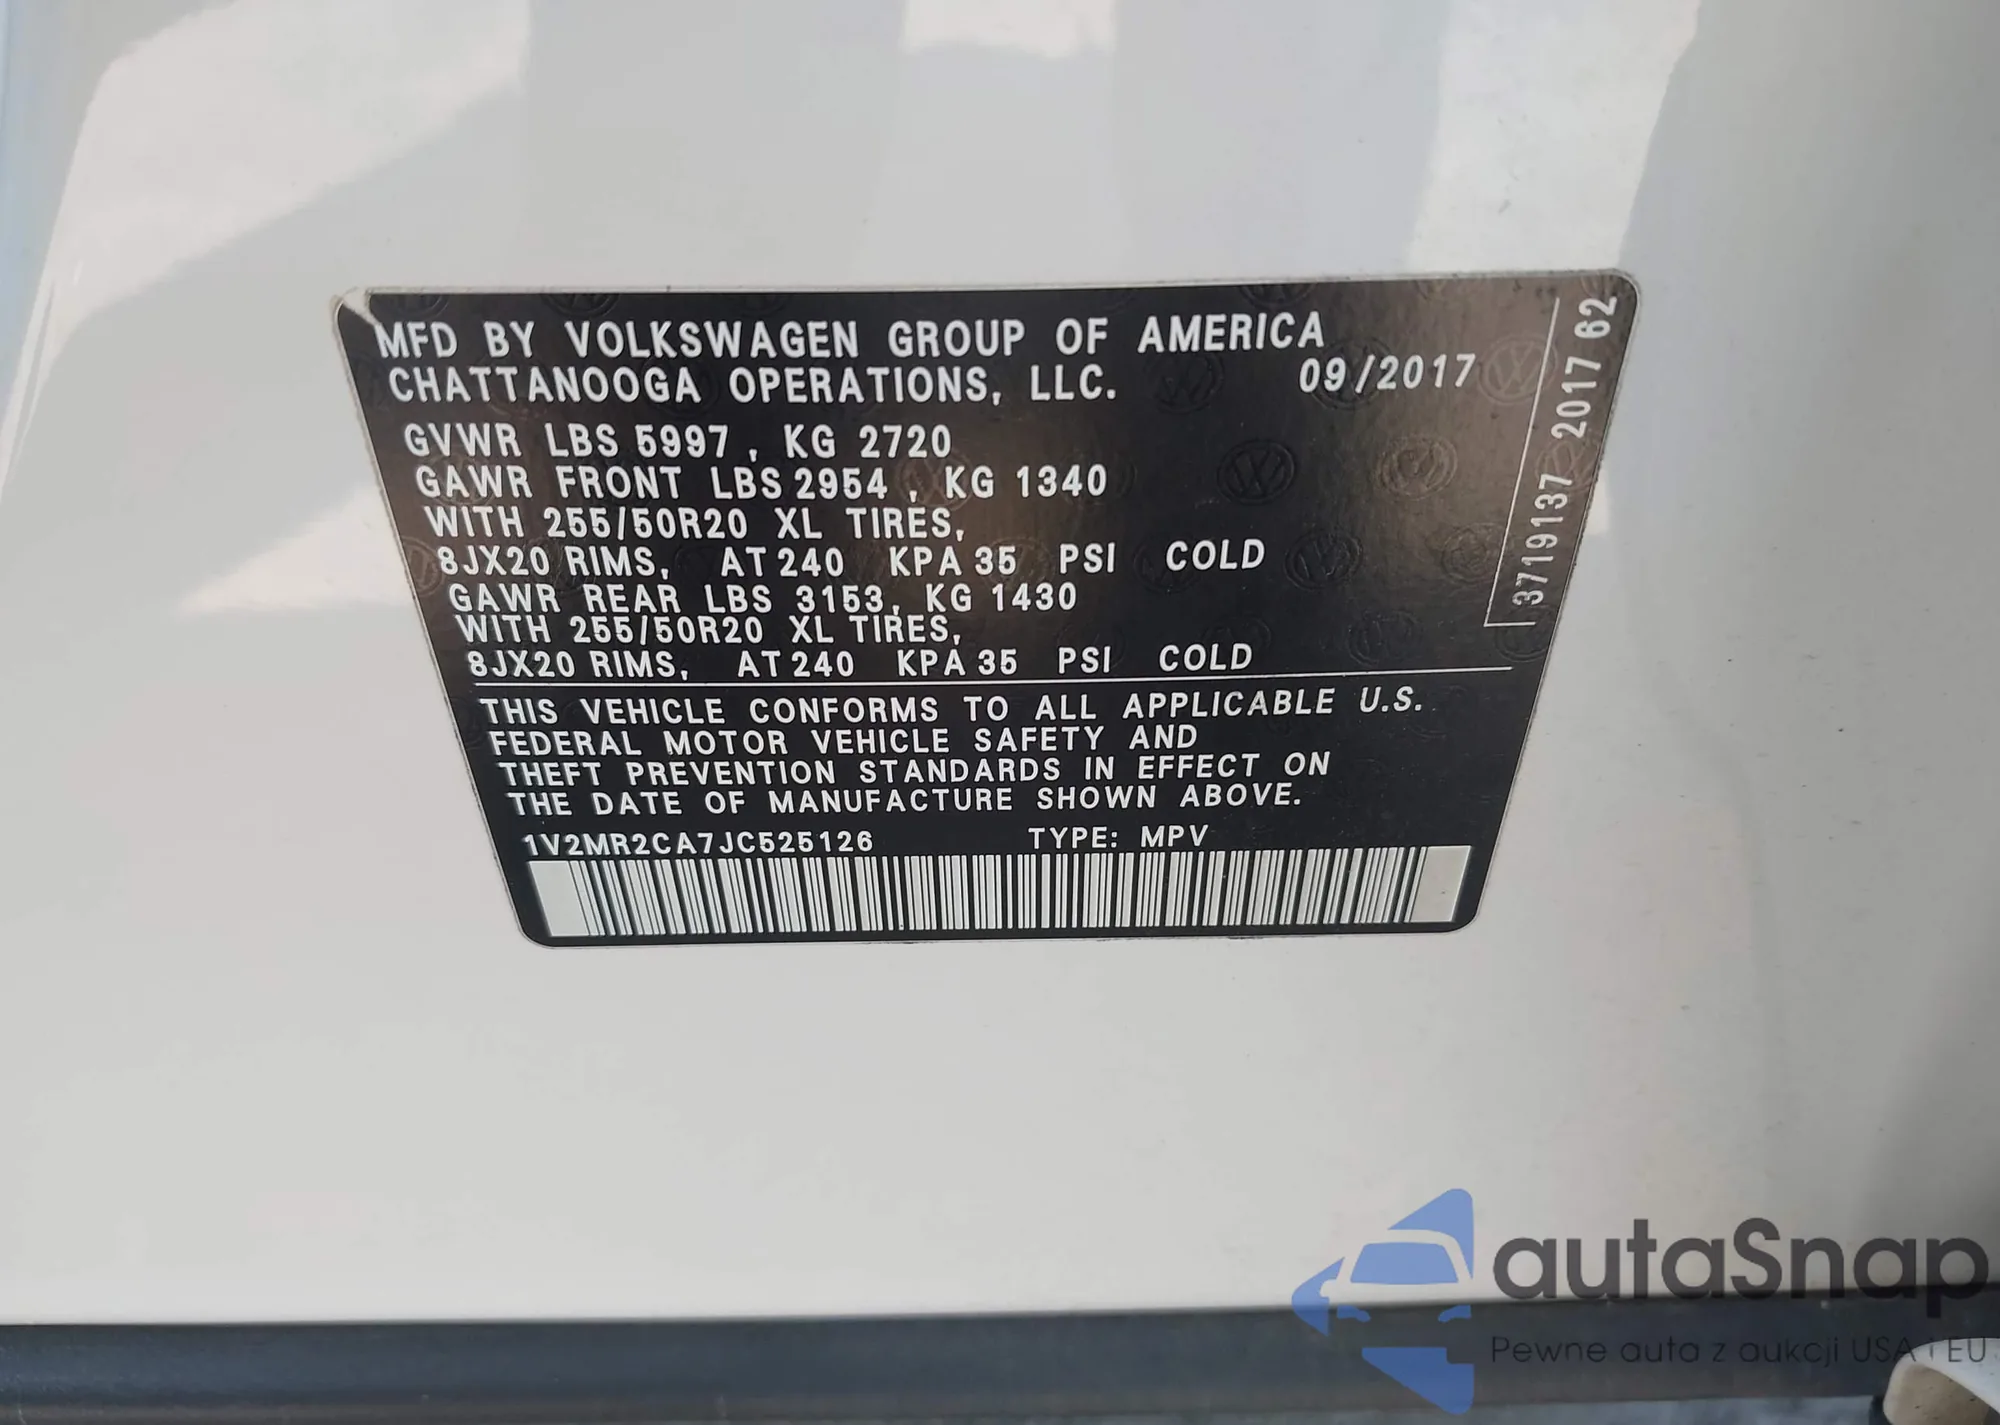 MFD BY VOLKSWAGEN GROUP OF AMERICA
CHATTANOOGA OPERATIONS, LLC. 09/2017
GVWR LBS 5997 , KG 2720
GAWR FRONT LBS 2954 , KG 1340
WITH 255/50R20 XL TIRES,
8JX20 RIMS, AT 240 KPA 35 PSI COLD
GAWR REAR LBS 3153, KG 1430
WITH 255/50R20 XL TIRES,
8JX20 RIMS, AT 240 KPA 35 PSI COLD
THIS VEHICLE CONFORMS TO ALL APPLICABLE U.S.
FEDERAL MOTOR VEHICLE SAFETY AND
THEFT PREVENTION STANDARDS IN EFFECT ON
THE DATE OF MANUFACTURE SHOWN ABOVE.
1V2MR2CA7JC525126 TYPE: MPV
3719137 2017 62
autaSnap
Pewne auta z aukcji USA i EU